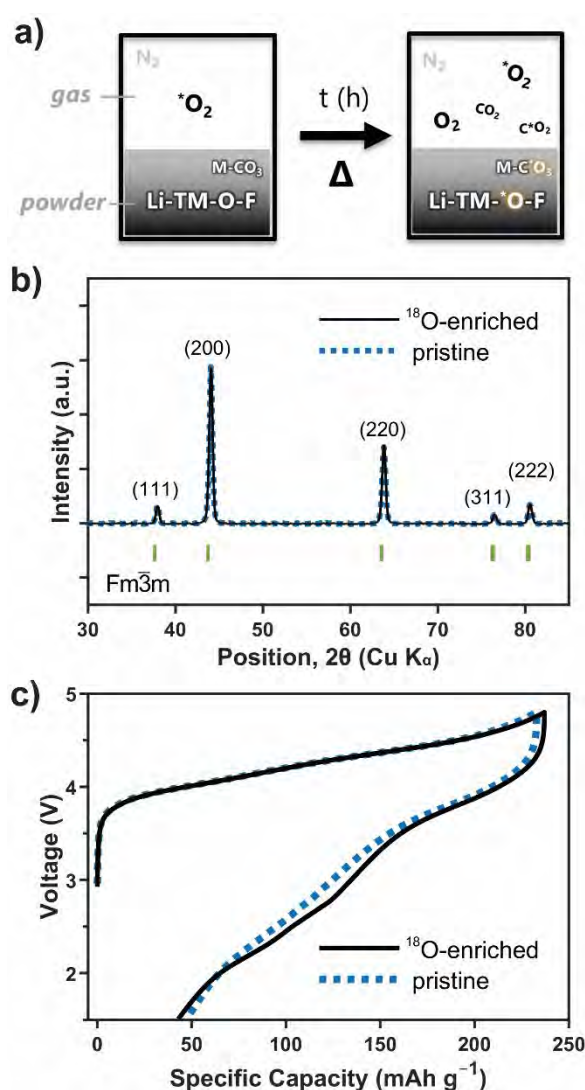 a)
N₂
gas
*O₂
M-CO₃
Li-TM-O-F
powder
t (h)
Δ
N₂
*O₂
O₂
CO₂
C*O₂
M-C*O₃
Li-TM-*O-F
b)
Intensity (a.u.)
¹⁸O-enriched
pristine
(111)
(200)
(220)
(311)
(222)
Fm3̅m
30 40 50 60 70 80
Position, 2θ (Cu Kα)
c)
Voltage (V)
5
4
3
2
¹⁸O-enriched
pristine
0 50 100 150 200 250
Specific Capacity (mAh g⁻¹)